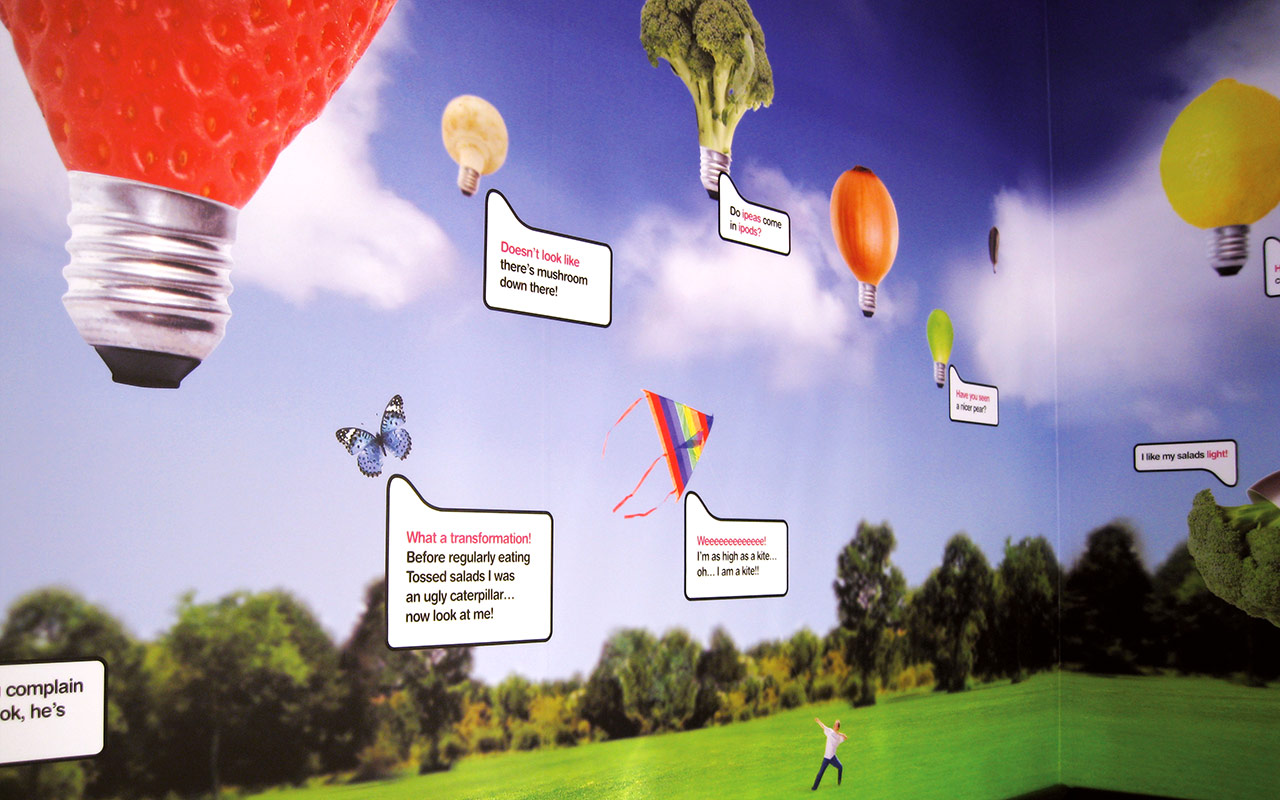 Doesn't look like
there's mushroom
down there!
Do ipeas come
in ipods?
Have you seen
a nicer pear?
I like my salads light!
What a transformation!
Before regularly eating
Tossed salads I was
an ugly caterpillar...
now look at me!
Weeeeeeeeeeeee!
I'm as high as a kite...
oh... I am a kite!!
complain
ok, he's